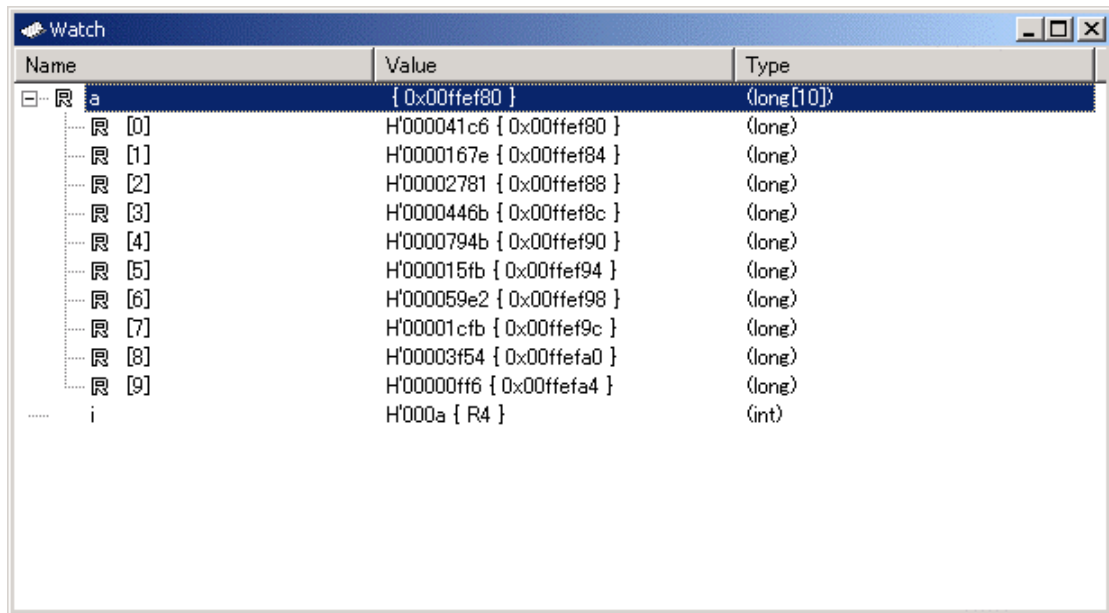 Watch
Name Value Type
R a { 0x00ffef80 } (long[10])
R [0] H'000041c6 { 0x00ffef80 } (long)
R [1] H'0000167e { 0x00ffef84 } (long)
R [2] H'00002781 { 0x00ffef88 } (long)
R [3] H'0000446b { 0x00ffef8c } (long)
R [4] H'0000794b { 0x00ffef90 } (long)
R [5] H'000015fb { 0x00ffef94 } (long)
R [6] H'000059e2 { 0x00ffef98 } (long)
R [7] H'00001cfb { 0x00ffef9c } (long)
R [8] H'00003f54 { 0x00ffefa0 } (long)
R [9] H'00000ff6 { 0x00ffefa4 } (long)
i H'000a { R4 } (int)